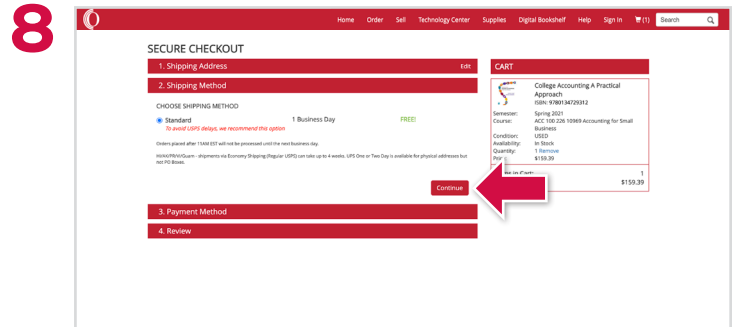 8
Home Order Sell Technology Center Supplies Digital Bookshelf Help Sign In (1) Search
SECURE CHECKOUT
1. Shipping Address Edit
2. Shipping Method
CHOOSE SHIPPING METHOD
Standard 1 Business Day FREE!
To avoid USPS delays, we recommend this option
Orders placed after 11AM EST will not be processed until the next business day.
HI/AK/PR/VI/Guam - shipments via Economy Shipping (Regular USPS) can take up to 4 weeks. UPS One or Two Day is available for physical addresses but
not PO Boxes.
Continue
3. Payment Method
4. Review
CART
College Accounting A Practical
Approach
ISBN: 9780134729312
Semester: Spring 2021
Course: ACC 100 226 10969 Accounting for Small
Business
Condition: USED
Availability: In Stock
Quantity: 1 Remove
Price: $159.39
in Cart: 1
$159.39